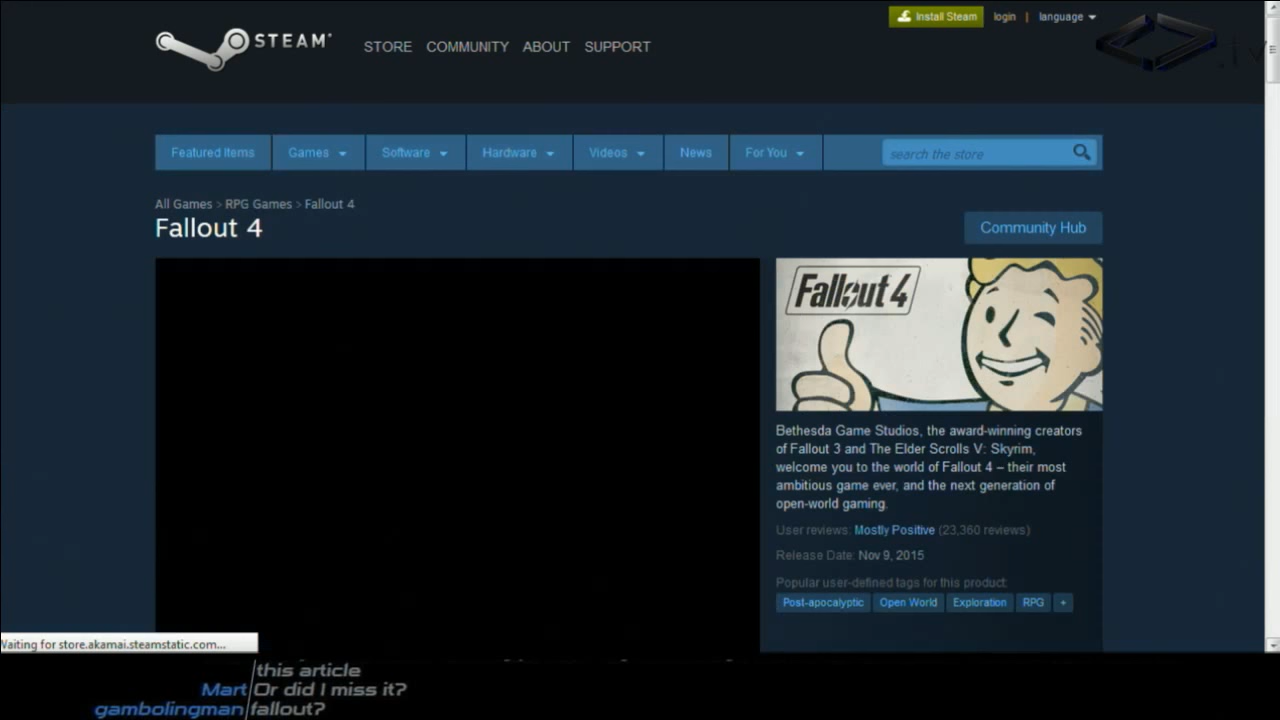 Install Steam login | language
STEAM® STORE COMMUNITY ABOUT SUPPORT
.tv
Featured Items Games Software Hardware Videos News For You search the store
All Games > RPG Games > Fallout 4
Fallout 4
Community Hub
Fallout 4
Bethesda Game Studios, the award-winning creators
of Fallout 3 and The Elder Scrolls V: Skyrim,
welcome you to the world of Fallout 4 – their most
ambitious game ever, and the next generation of
open-world gaming.
User reviews: Mostly Positive (23,360 reviews)
Release Date: Nov 9, 2015
Popular user-defined tags for this product:
Post-apocalyptic Open World Exploration RPG +
Waiting for store.akamai.steamstatic.com...
this article
Mart Or did I miss it?
gambolingman fallout?